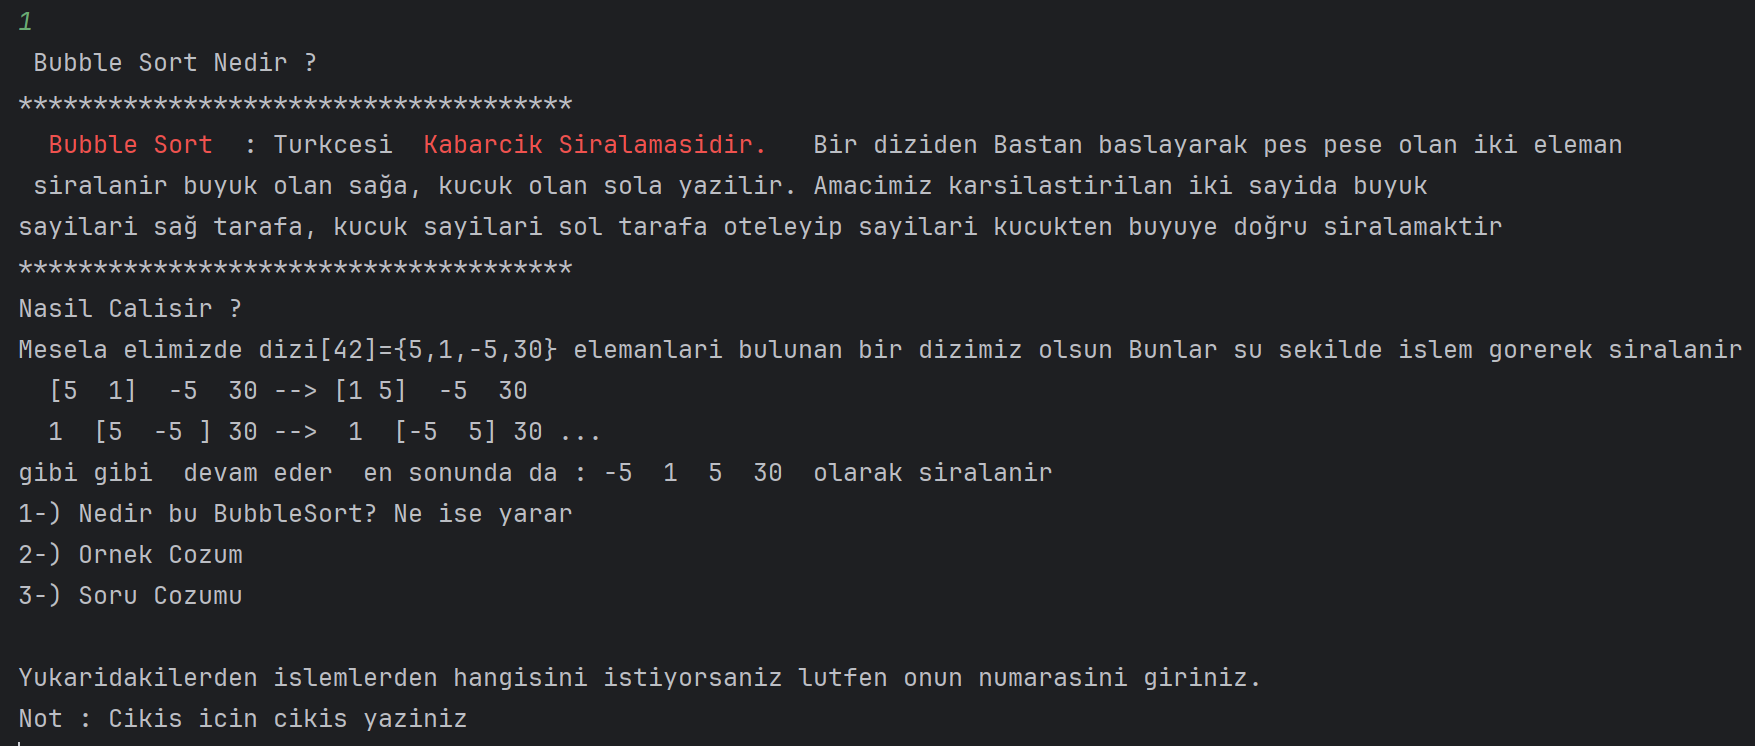 1
Bubble Sort Nedir ?
*************************************
Bubble Sort  : Turkcesi  Kabarcik Siralamasidir.   Bir diziden Bastan baslayarak pes pese olan iki eleman
siralanir buyuk olan sağa, kucuk olan sola yazilir. Amacimiz karsilastirilan iki sayida buyuk
sayilari sağ tarafa, kucuk sayilari sol tarafa oteleyip sayilari kucukten buyuye doğru siralamaktir
*************************************
Nasil Calisir ?
Mesela elimizde dizi[42]={5,1,-5,30} elemanlari bulunan bir dizimiz olsun Bunlar su sekilde islem gorerek siralanir
[5  1]  -5  30 --> [1 5]  -5  30
1  [5  -5 ] 30 -->  1  [-5  5] 30 ...
gibi gibi  devam eder  en sonunda da : -5  1  5  30  olarak siralanir
1-) Nedir bu BubbleSort? Ne ise yarar
2-) Ornek Cozum
3-) Soru Cozumu
Yukaridakilerden islemlerden hangisini istiyorsaniz lutfen onun numarasini giriniz.
Not : Cikis icin cikis yaziniz